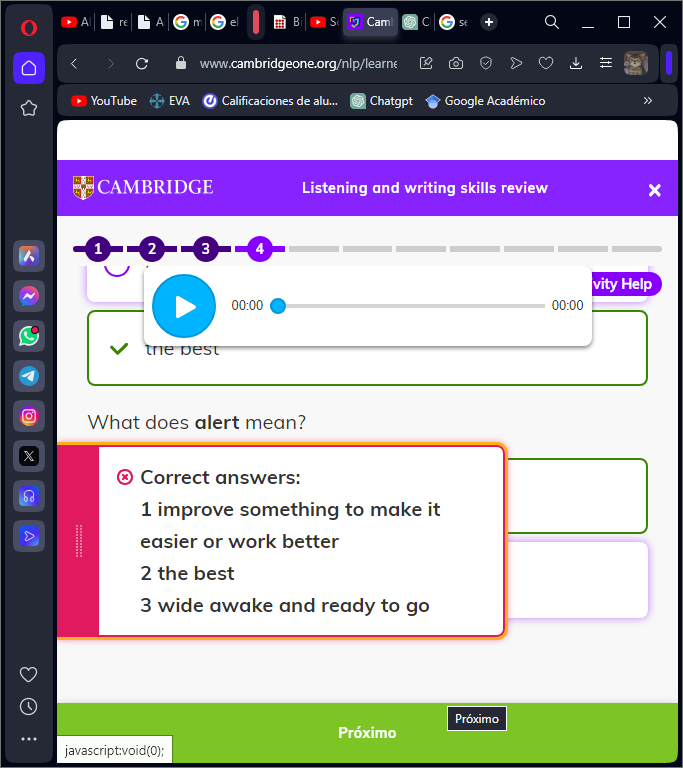 Al
re
A
m
el
Bi
So
Cam
C
se
www.cambridgeone.org/nlp/learne
YouTube
EVA
Calificaciones de alu...
Chatgpt
Google Académico
»
CAMBRIDGE
Listening and writing skills review
1
2
3
4
vity Help
00:00
00:00
the best
What does alert mean?
Correct answers:
1 improve something to make it
easier or work better
2 the best
3 wide awake and ready to go
Próximo
Próximo
javascript:void(0);